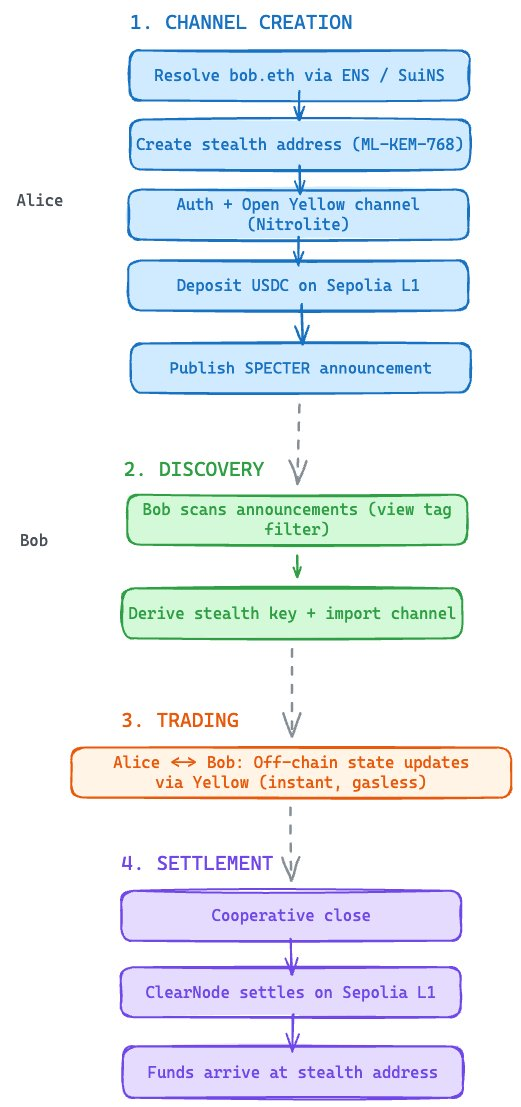 1. CHANNEL CREATION
Resolve bob.eth via ENS / SuiNS
Create stealth address (ML-KEM-768)
Alice
Auth + Open Yellow channel
(Nitrolite)
Deposit USDC on Sepolia L1
Publish SPECTER announcement
2. DISCOVERY
Bob scans announcements (view tag
filter)
Bob
Derive stealth key + import channel
3. TRADING
Alice ↔ Bob: Off-chain state updates
via Yellow (instant, gasless)
4. SETTLEMENT
Cooperative close
ClearNode settles on Sepolia L1
Funds arrive at stealth address